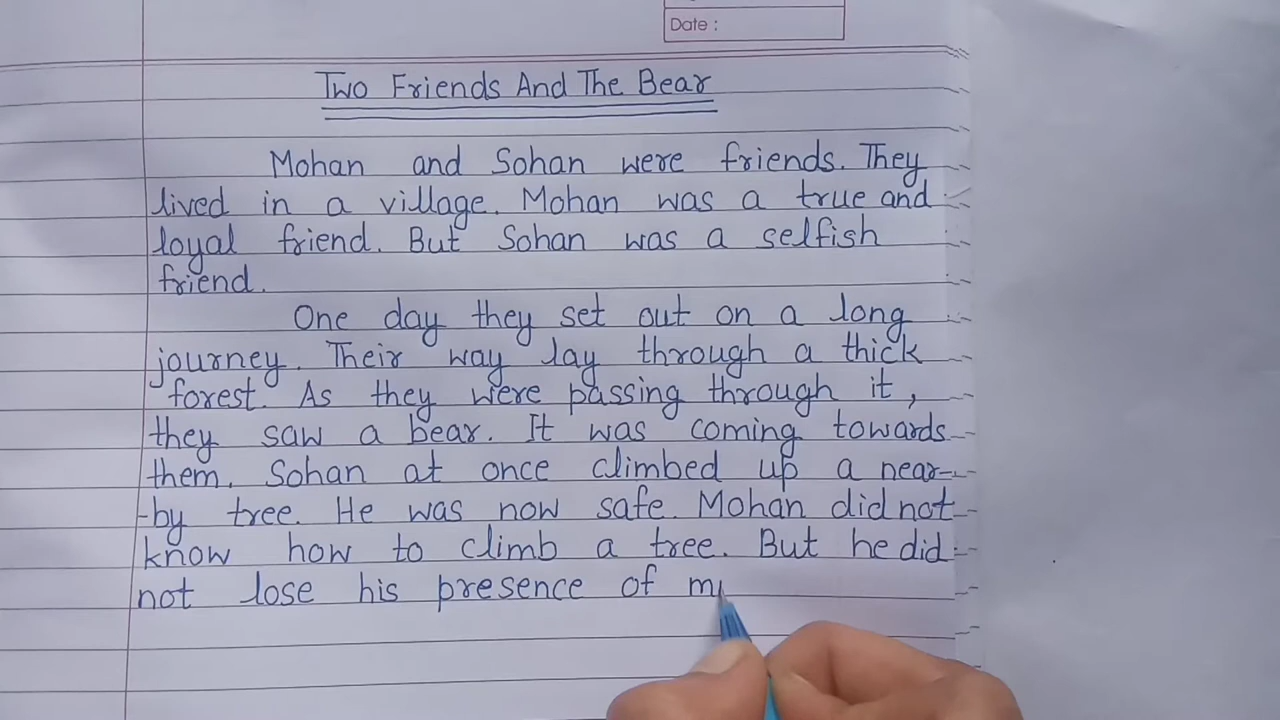 Date :
Two Friends And The Bear
Mohan and Sohan were friends. They
lived in a village. Mohan was a true and
loyal friend. But Sohan was a selfish
friend.
One day they set out on a long
journey. Their way lay through a thick
forest. As they were passing through it,
they saw a bear. It was coming towards
them. Sohan at once climbed up a near-
-by tree. He was now safe. Mohan did not
know how to climb a tree. But he did
not lose his presence of